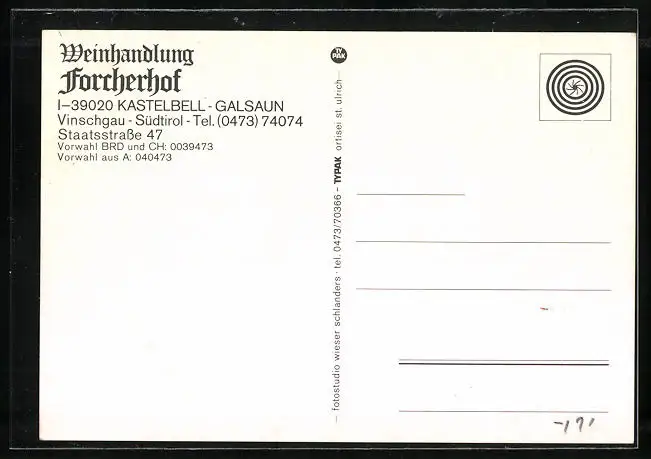 Weinhandlung
Forcherhof
I-39020 KASTELBELL - GALSAUN
Vinschgau - Südtirol - Tel. (0473) 74074
Staatsstraße 47
Vorwahl BRD und CH: 0039473
Vorwahl aus A: 040473
TY PAK
— fotostudio wieser schlanders · tel. 0473/70366 – TYPAK ortisei st. ulrich —